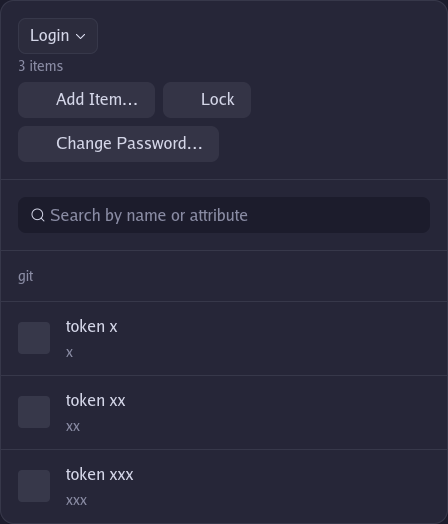 Login
3 items
Add Item... Lock
Change Password...
Search by name or attribute
git
token x
x
token xx
xx
token xxx
xxx